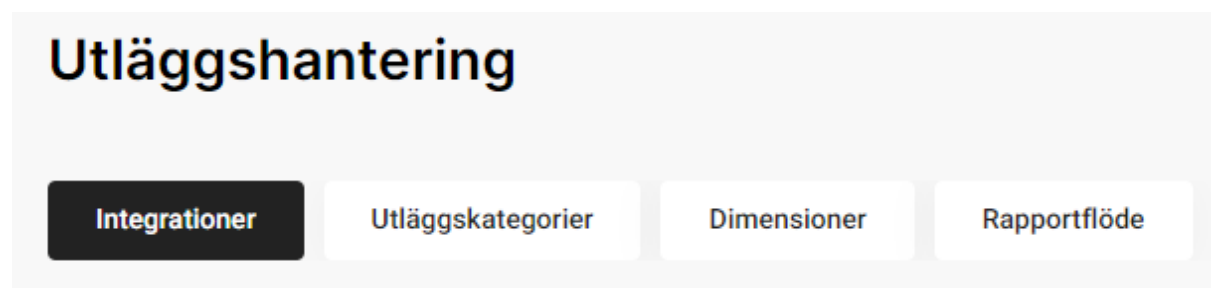 Utläggshantering
Integrationer Utläggskategorier Dimensioner Rapportflöde